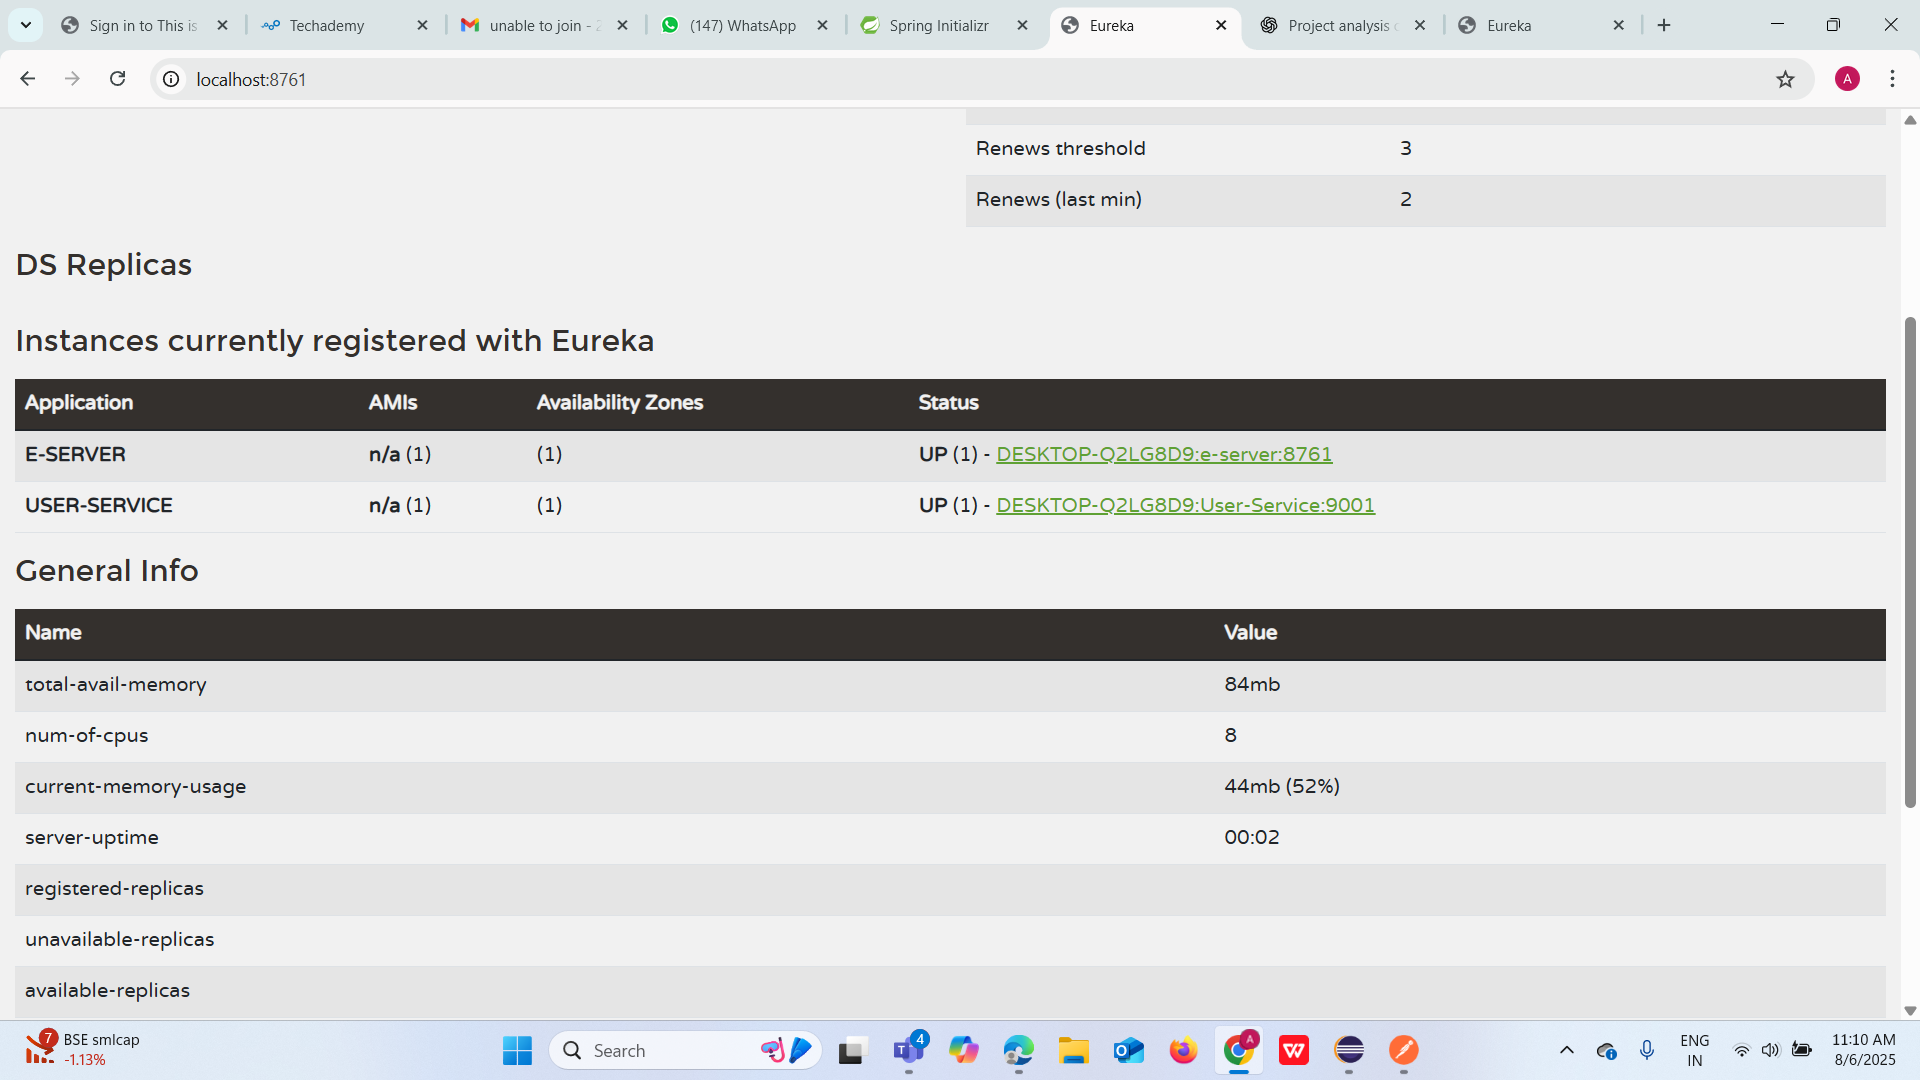 Sign in to This is
Techademy
unable to join - 2
(147) WhatsApp
Spring Initializr
Eureka
Project analysis c
Eureka
localhost:8761
A
Renews threshold 3
Renews (last min) 2
DS Replicas
Instances currently registered with Eureka
Application AMIs Availability Zones Status
E-SERVER n/a (1) (1) UP (1) - DESKTOP-Q2LG8D9:e-server:8761
USER-SERVICE n/a (1) (1) UP (1) - DESKTOP-Q2LG8D9:User-Service:9001
General Info
Name Value
total-avail-memory 84mb
num-of-cpus 8
current-memory-usage 44mb (52%)
server-uptime 00:02
registered-replicas
unavailable-replicas
available-replicas
7
BSE smlcap
-1.13%
Search
4
A
ENG
IN
11:10 AM
8/6/2025